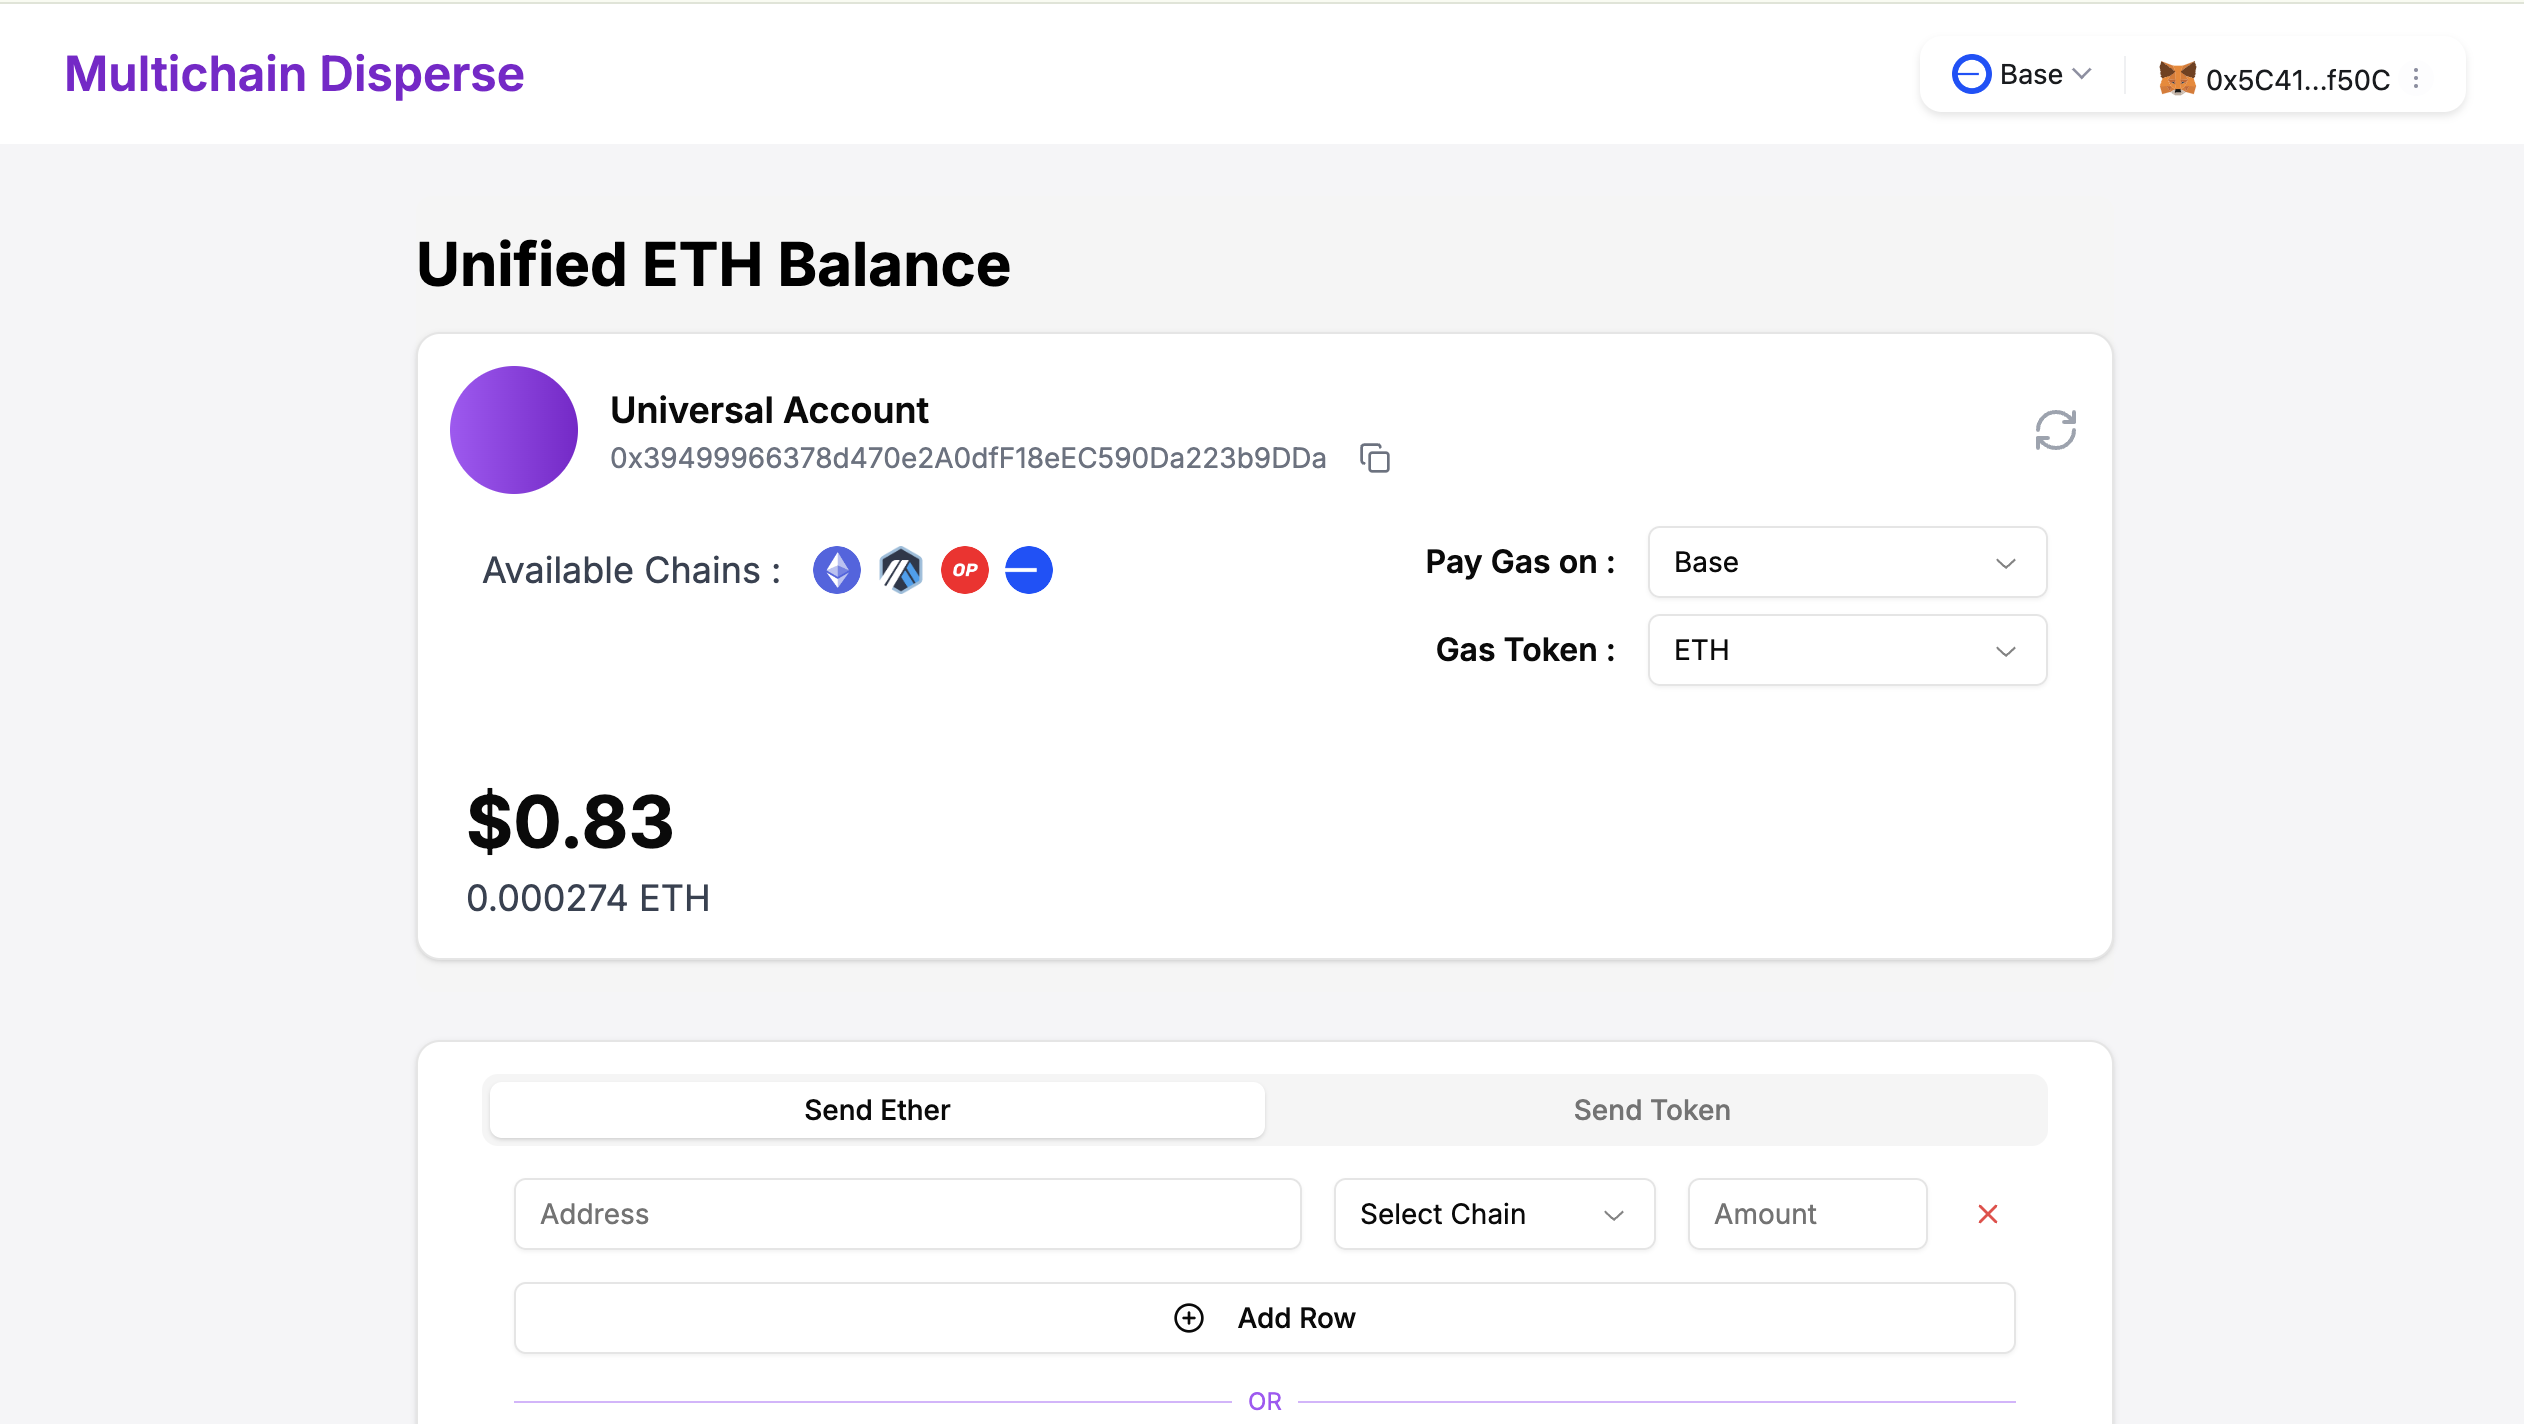 Multichain Disperse
Base
0x5C41...f50C
Unified ETH Balance
Universal Account
0x39499966378d470e2A0dfF18eEC590Da223b9DDa
Available Chains :
OP
Pay Gas on :
Base
Gas Token :
ETH
$0.83
0.000274 ETH
Send Ether
Send Token
Address
Select Chain
Amount
Add Row
OR